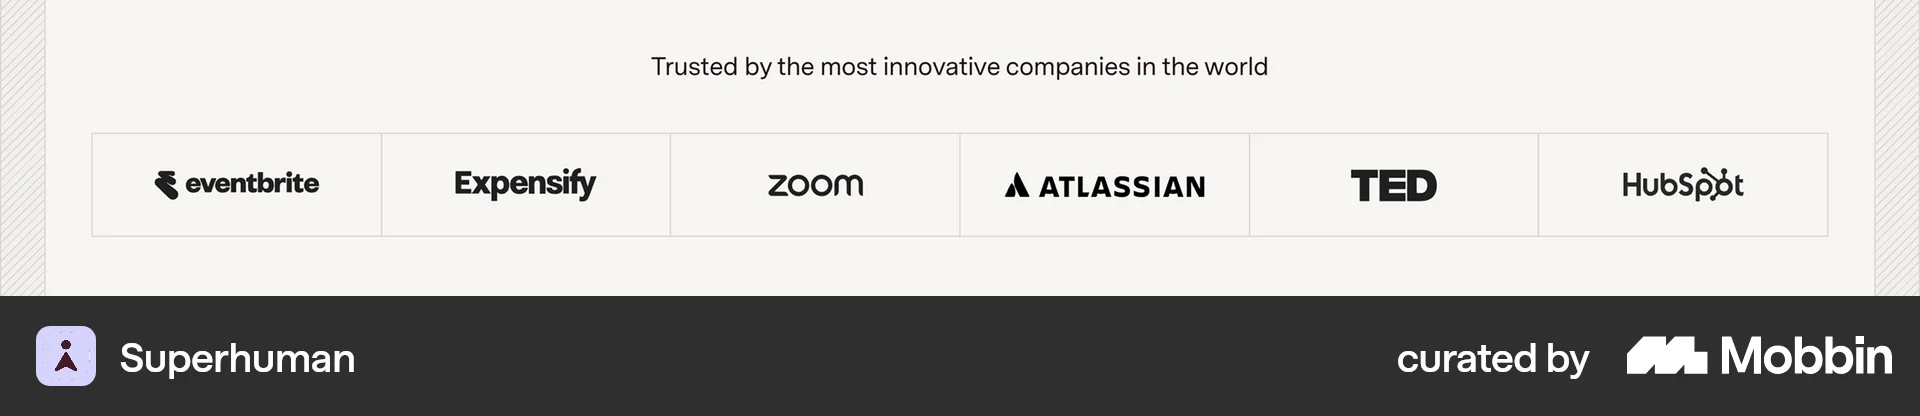 Trusted by the most innovative companies in the world
eventbrite
Expensify
zoom
ATLASSIAN
TED
HubSpot
Superhuman
curated by Mobbin